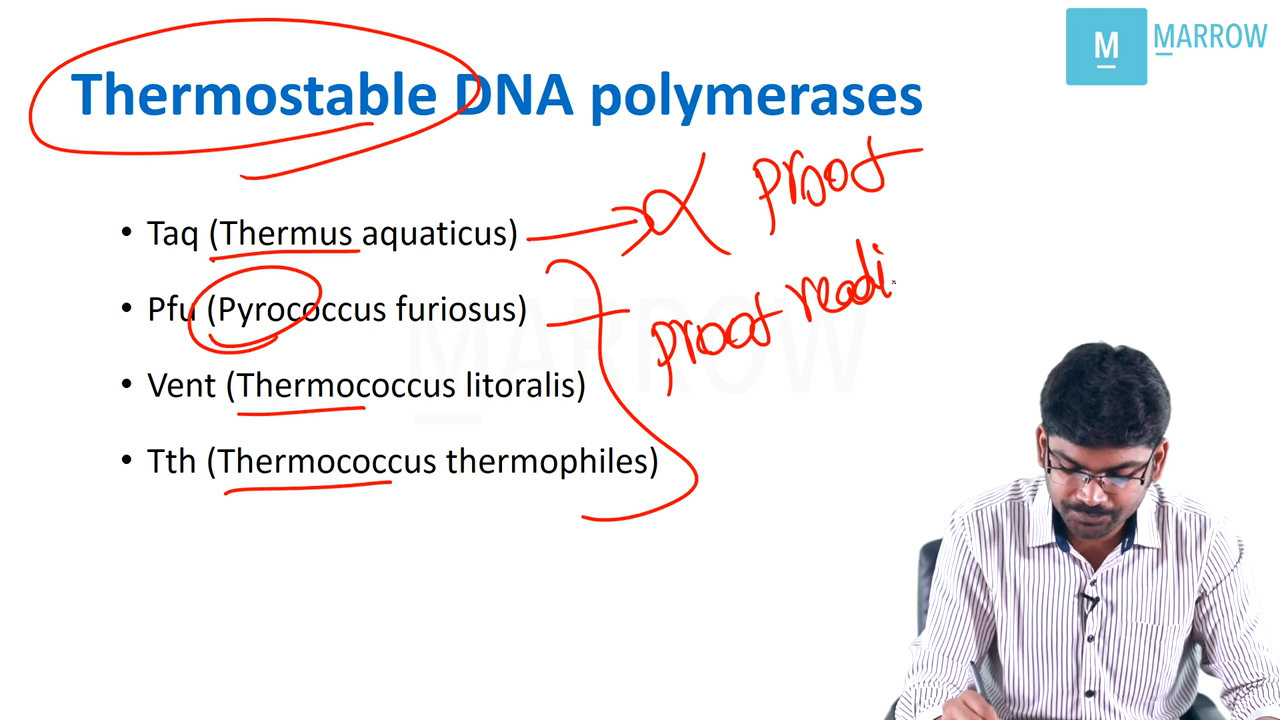 M MARROW
Thermostable DNA polymerases
proof
• Taq (Thermus aquaticus)
• Pfu (Pyrococcus furiosus)
proof readi
• Vent (Thermococcus litoralis)
• Tth (Thermococcus thermophiles)
MARROW